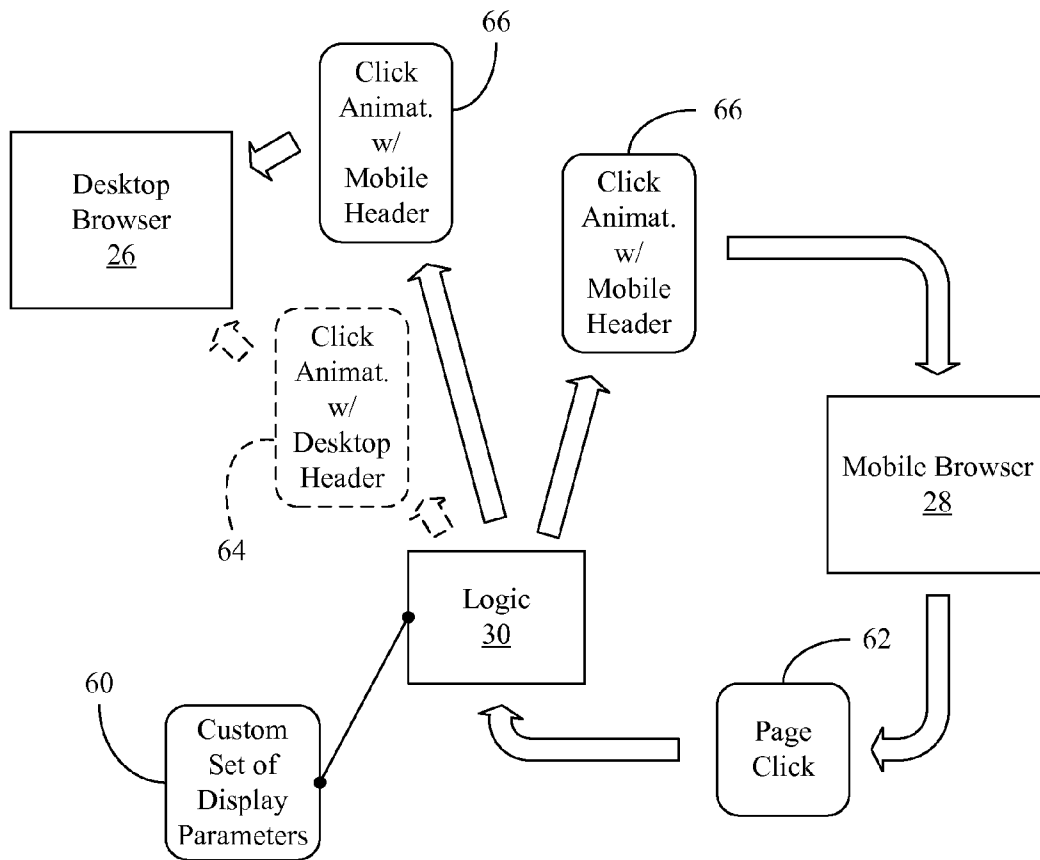 66
Click
Animat.
w/
Mobile
Header
66
Click
Animat.
w/
Mobile
Header
Desktop
Browser
26
Click
Animat.
w/
Desktop
Header
64
Mobile Browser
28
Logic
30
62
Page
Click
60
Custom
Set of
Display
Parameters